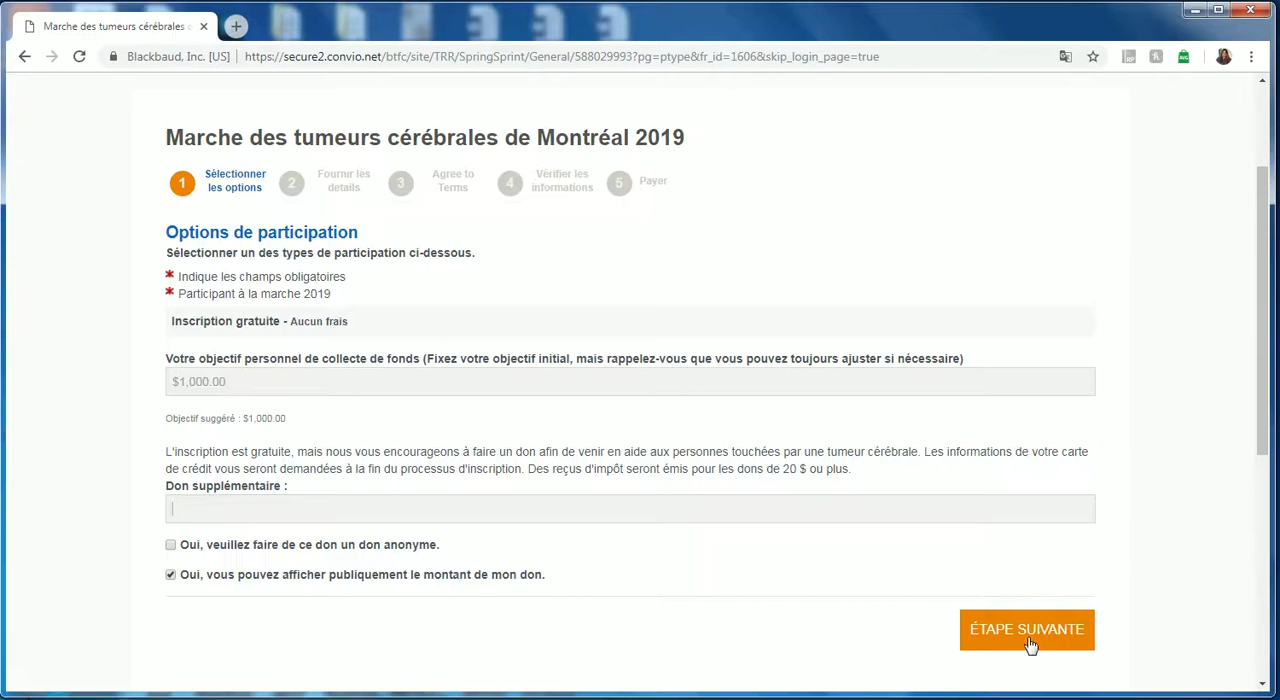 Marche des tumeurs cérébrales
Blackbaud, Inc. [US] | https://secure2.convio.net/btfc/site/TRR/SpringSprint/General/588029993?pg=ptype&fr_id=1606&skip_login_page=true
Marche des tumeurs cérébrales de Montréal 2019
1 Sélectionner les options 2 Fournir les details 3 Agree to Terms 4 Vérifier les informations 5 Payer
Options de participation
Sélectionner un des types de participation ci-dessous.
* Indique les champs obligatoires
* Participant à la marche 2019
Inscription gratuite - Aucun frais
Votre objectif personnel de collecte de fonds (Fixez votre objectif initial, mais rappelez-vous que vous pouvez toujours ajuster si nécessaire)
$1,000.00
Objectif suggéré : $1,000.00
L'inscription est gratuite, mais nous vous encourageons à faire un don afin de venir en aide aux personnes touchées par une tumeur cérébrale. Les informations de votre carte
de crédit vous seront demandées à la fin du processus d'inscription. Des reçus d'impôt seront émis pour les dons de 20 $ ou plus.
Don supplémentaire :
Oui, veuillez faire de ce don un don anonyme.
Oui, vous pouvez afficher publiquement le montant de mon don.
ÉTAPE SUIVANTE